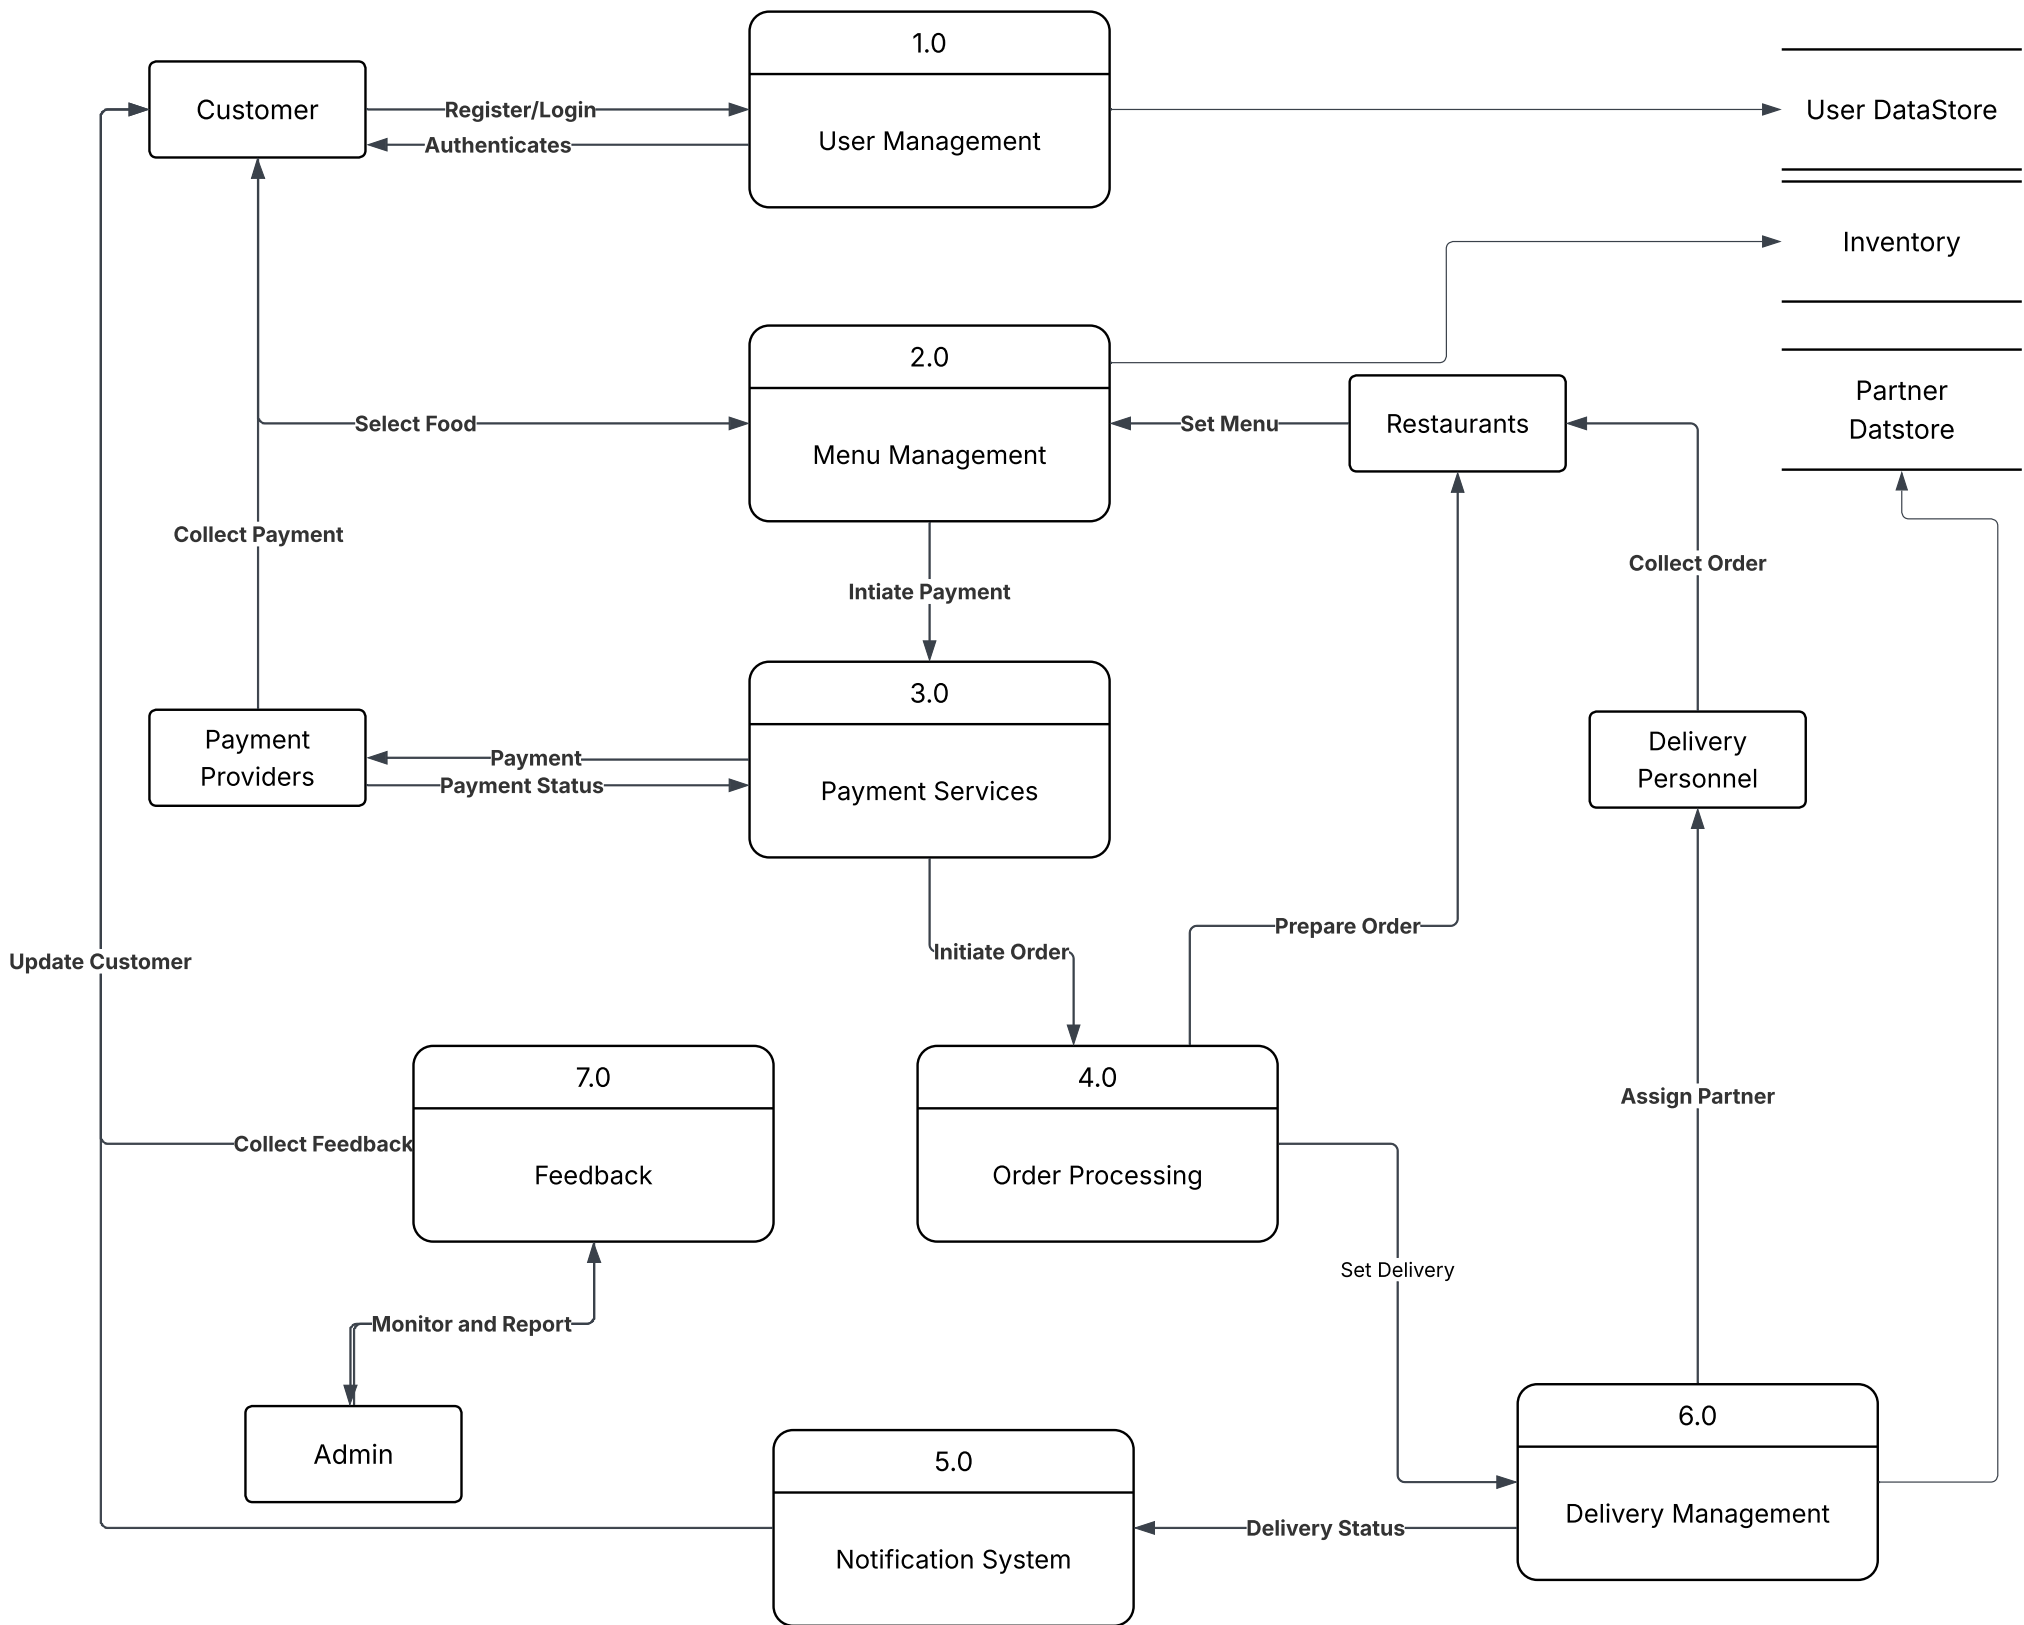 1.0
Customer
Register/Login
User DataStore
Authenticates
User Management
Inventory
2.0
Partner
Datstore
Select Food
Set Menu
Restaurants
Menu Management
Collect Payment
Collect Order
Intiate Payment
3.0
Payment
Providers
Delivery
Personnel
Payment
Payment Status
Payment Services
Prepare Order
Initiate Order
Update Customer
7.0
4.0
Assign Partner
Collect Feedback
Feedback
Order Processing
Set Delivery
Monitor and Report
6.0
Admin
5.0
Delivery Management
Delivery Status
Notification System